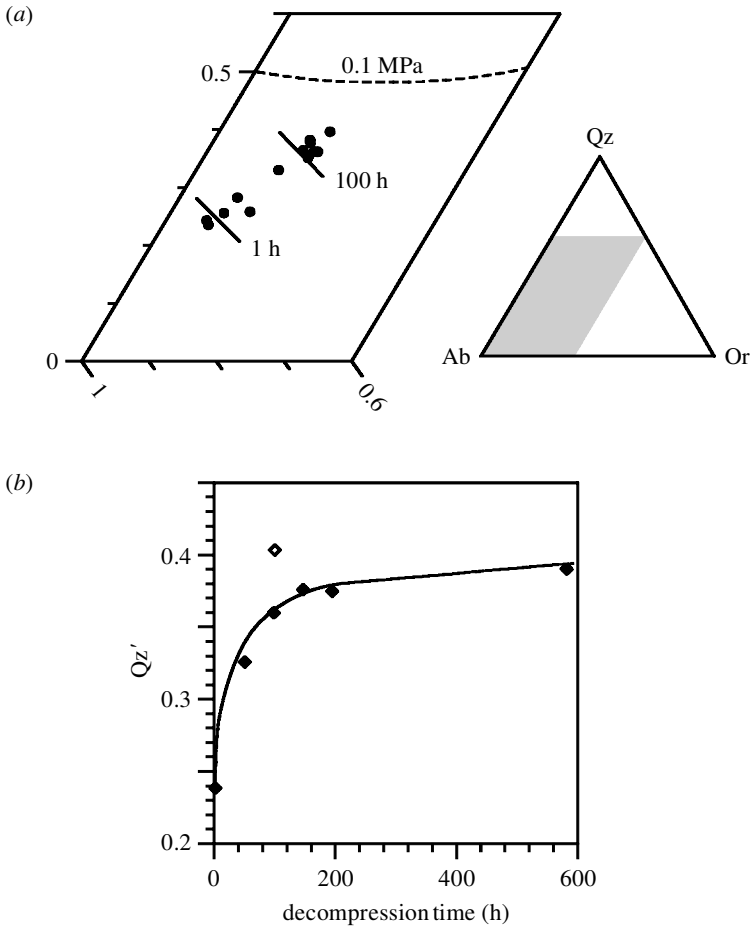 (a)
0.5
0.1 MPa
100 h
1 h
0
1
0.6
Qz
Ab
Or
(b)
0.4
0.3
0.2
Qz′
0
200
400
600
decompression time (h)